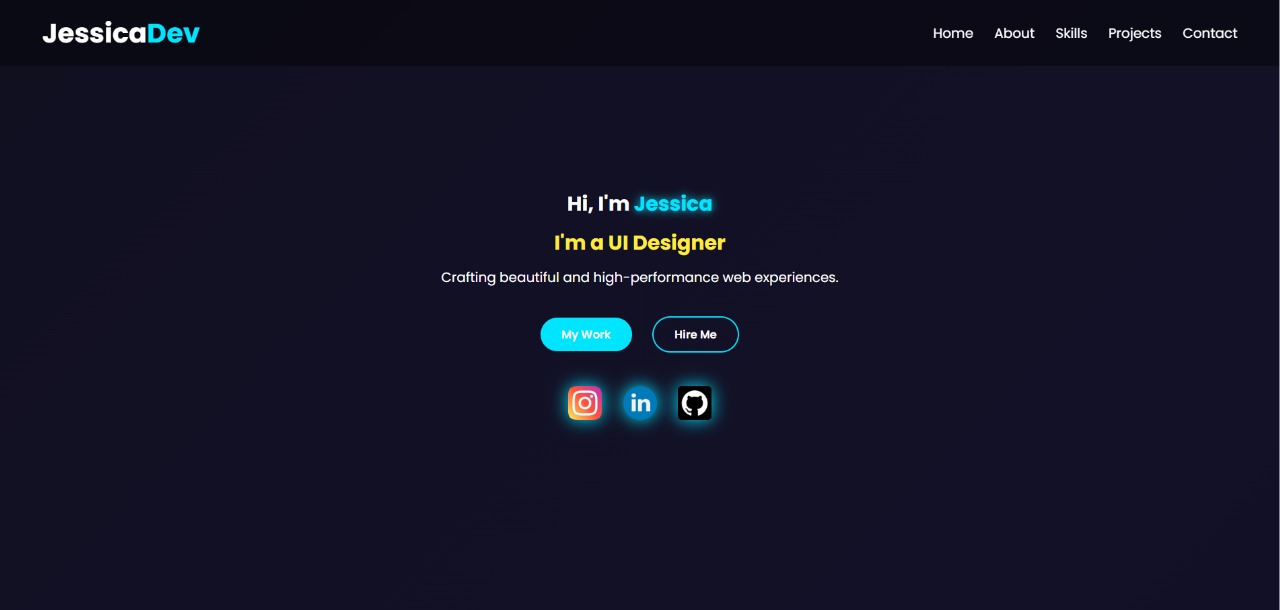 JessicaDev
Home About Skills Projects Contact
Hi, I'm Jessica
I'm a UI Designer
Crafting beautiful and high-performance web experiences.
My Work
Hire Me
in